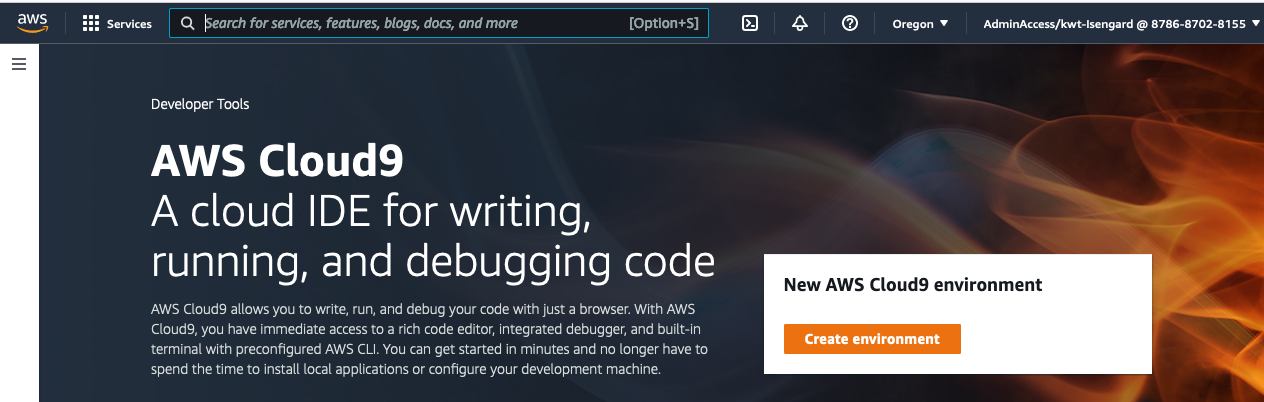 aws
Services
Search for services, features, blogs, docs, and more
[Option+S]
Oregon
AdminAccess/kwt-Isengard @ 8786-8702-8155
Developer Tools
AWS Cloud9
A cloud IDE for writing,
running, and debugging code
AWS Cloud9 allows you to write, run, and debug your code with just a browser. With AWS
Cloud9, you have immediate access to a rich code editor, integrated debugger, and built-in
terminal with preconfigured AWS CLI. You can get started in minutes and no longer have to
spend the time to install local applications or configure your development machine.
New AWS Cloud9 environment
Create environment